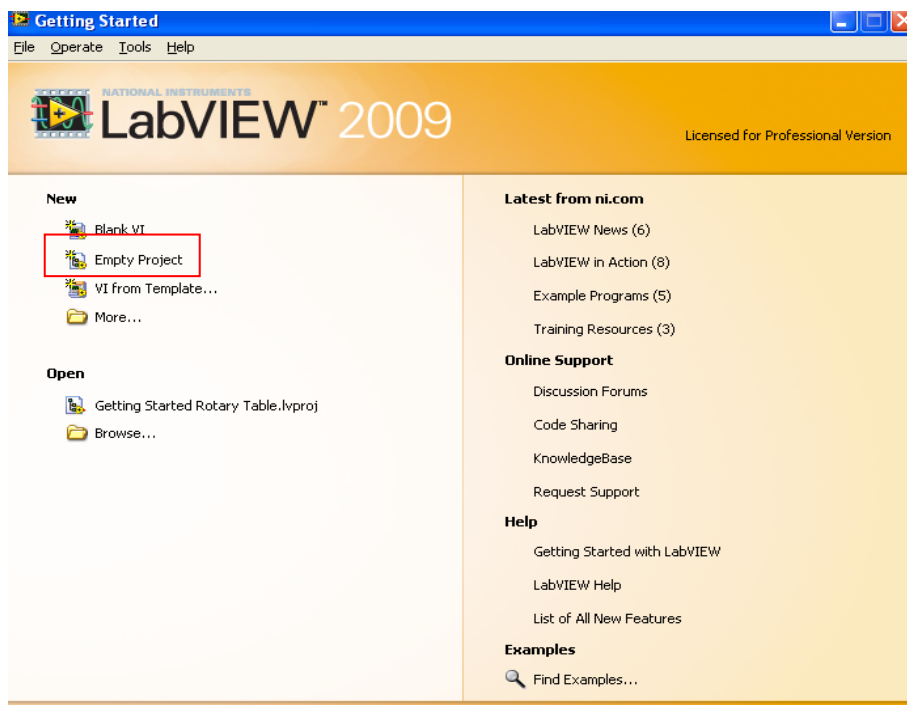 Getting Started
File Operate Tools Help
NATIONAL INSTRUMENTS
LabVIEW™ 2009
Licensed for Professional Version
New
Blank VI
Empty Project
VI from Template...
More...
Open
Getting Started Rotary Table.lvproj
Browse...
Latest from ni.com
LabVIEW News (6)
LabVIEW in Action (8)
Example Programs (5)
Training Resources (3)
Online Support
Discussion Forums
Code Sharing
KnowledgeBase
Request Support
Help
Getting Started with LabVIEW
LabVIEW Help
List of All New Features
Examples
Find Examples...